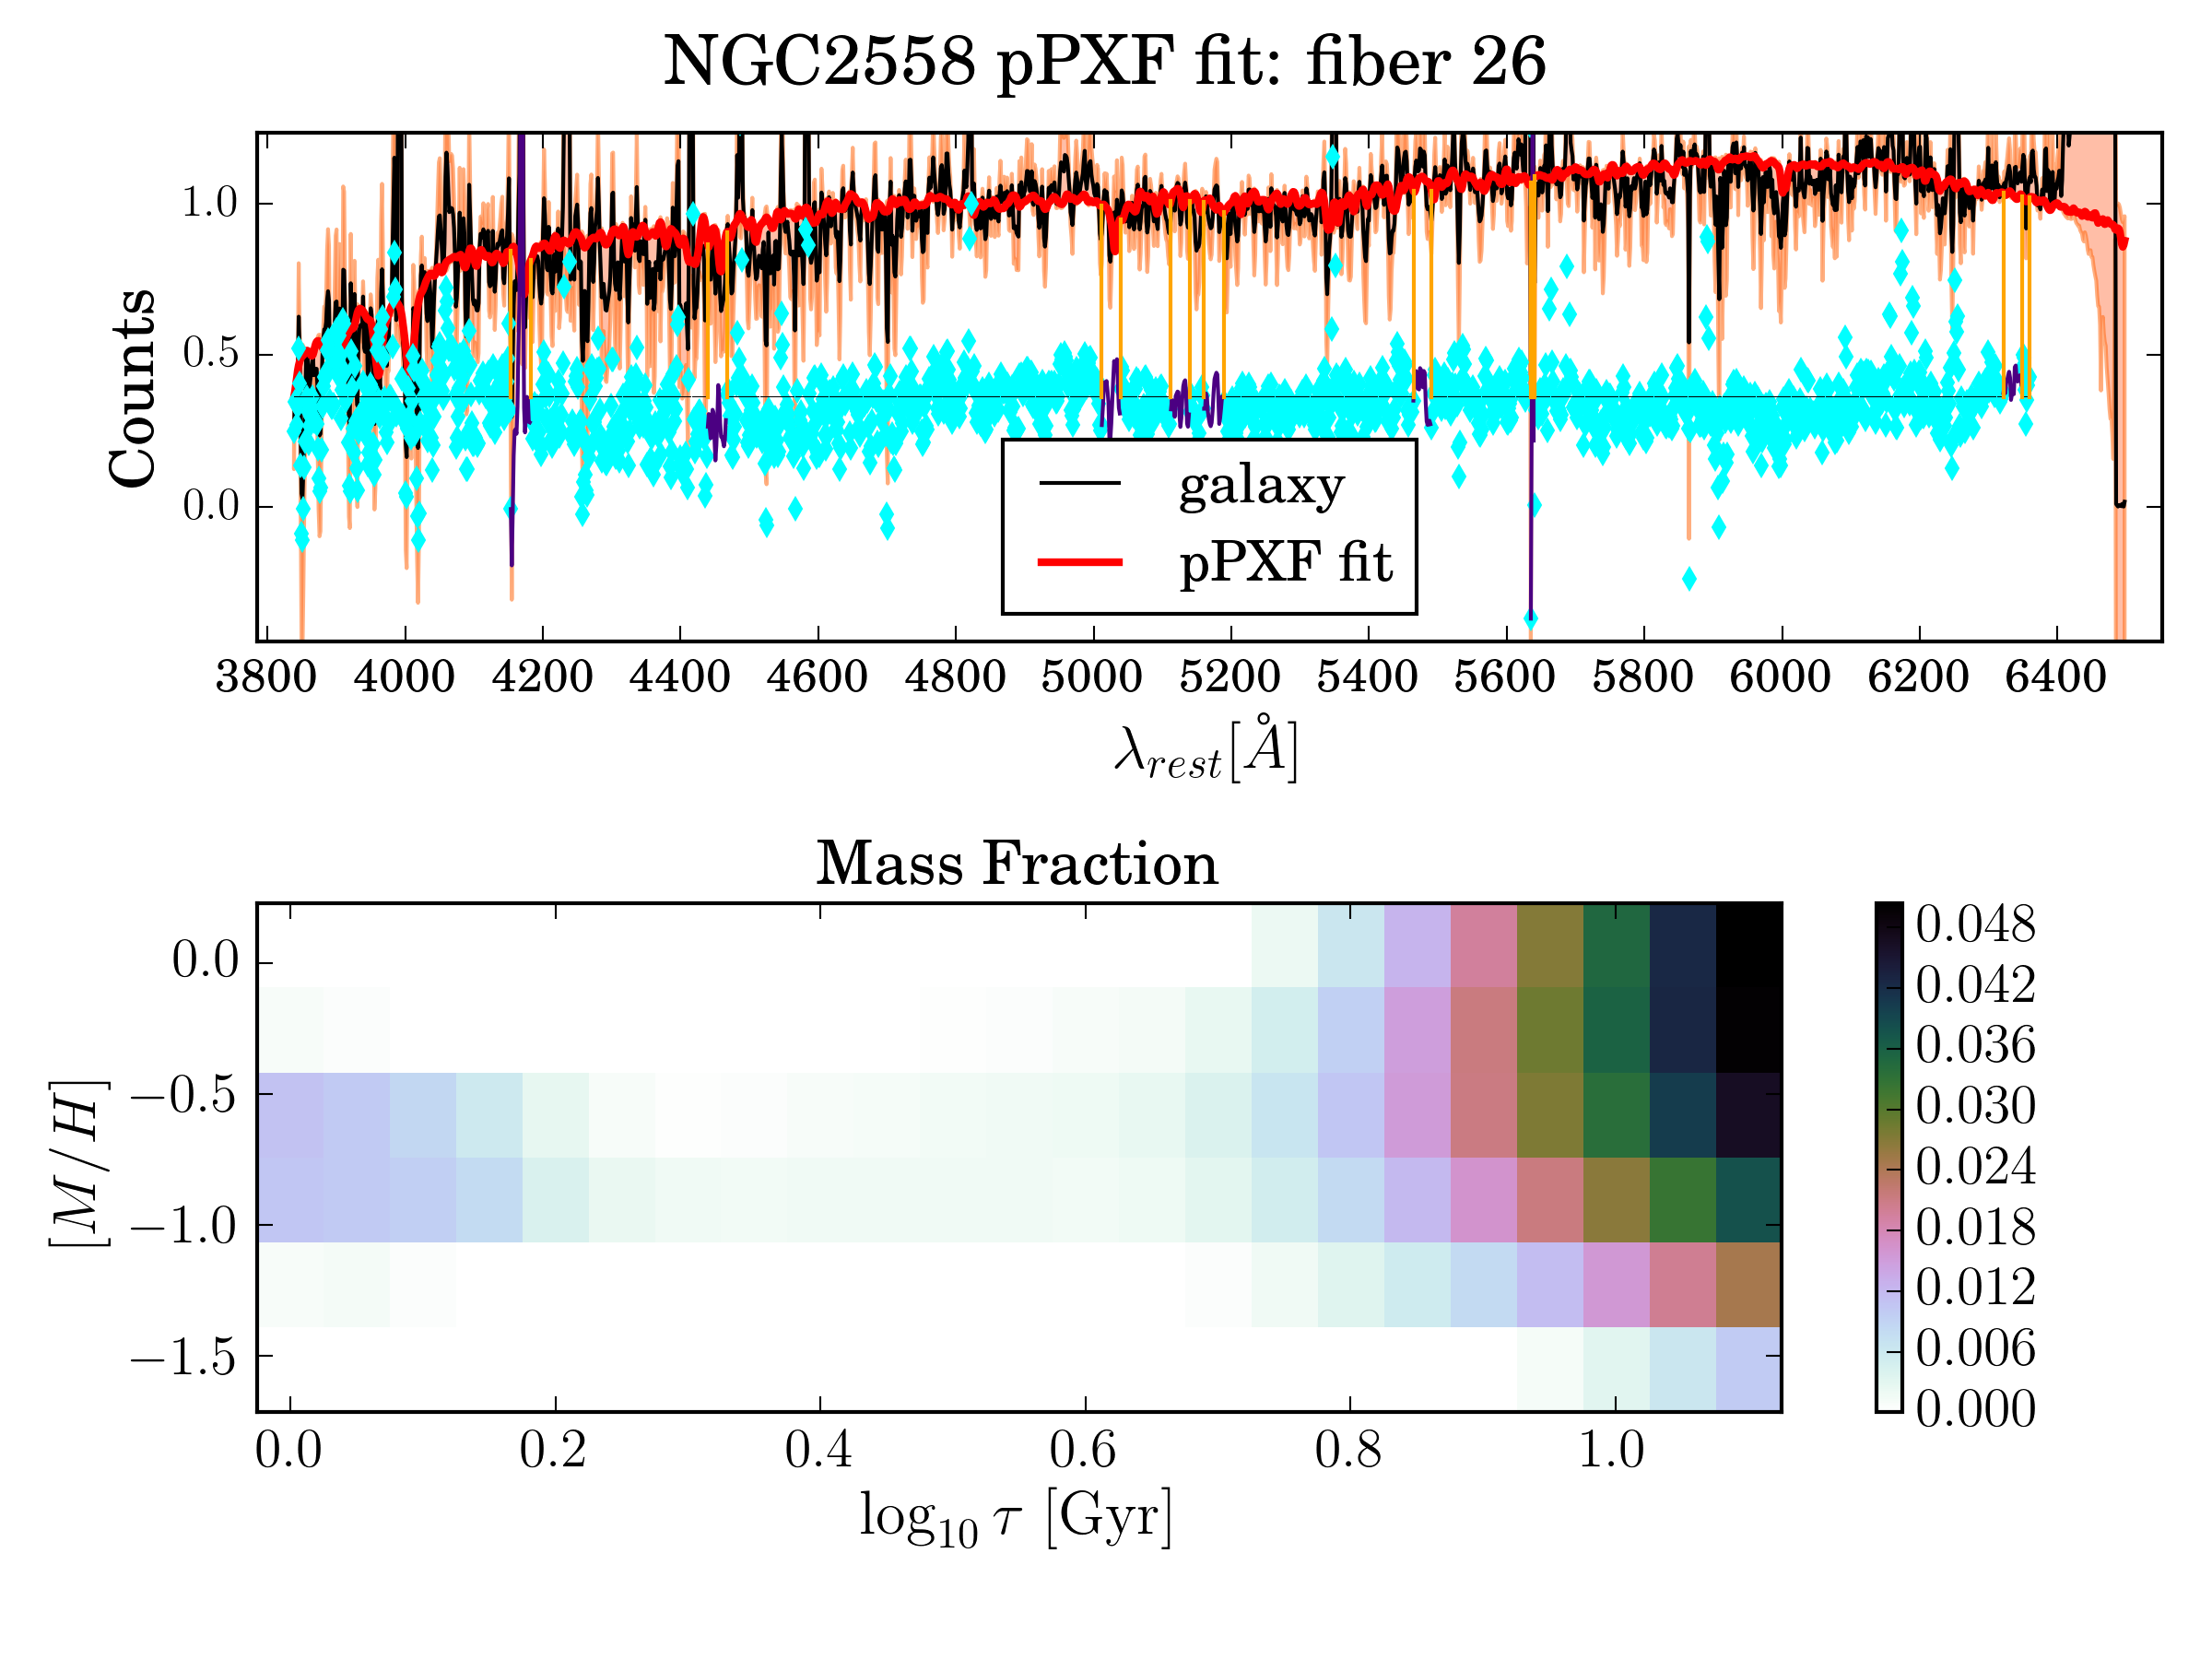 NGC2558 pPXF fit: fiber 26
Counts
1.0
0.5
0.0
galaxy
pPXF fit
3800 4000 4200 4400 4600 4800 5000 5200 5400 5600 5800 6000 6200 6400
λrest[Å]
Mass Fraction
[M/H]
0.0
−0.5
−1.0
−1.5
0.0 0.2 0.4 0.6 0.8 1.0
log10 τ [Gyr]
0.048
0.042
0.036
0.030
0.024
0.018
0.012
0.006
0.000